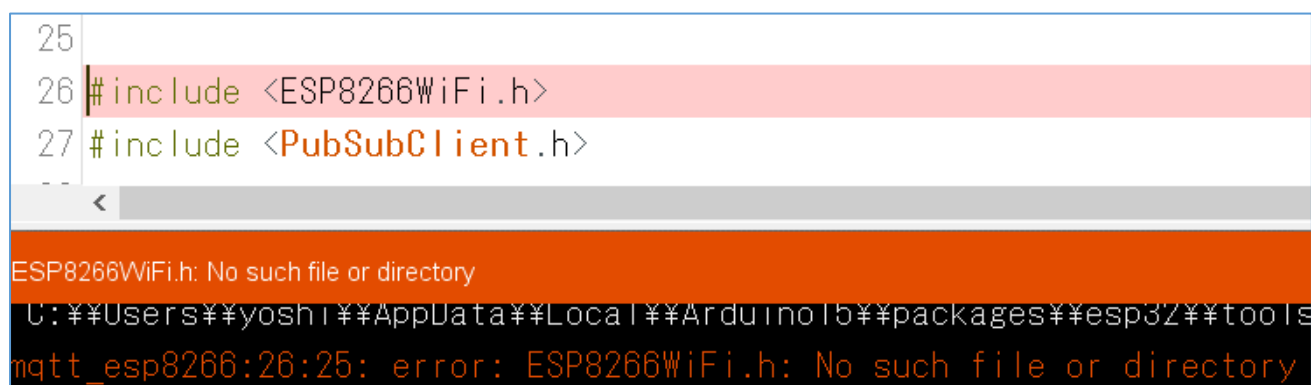 25
26 #include <ESP8266WiFi.h>
27 #include <PubSubClient.h>
ESP8266WiFi.h: No such file or directory
C:¥¥Users¥¥yoshi¥¥AppData¥¥Local¥¥Arduino15¥¥packages¥¥esp32¥¥tools
mqtt_esp8266:26:25: error: ESP8266WiFi.h: No such file or directory